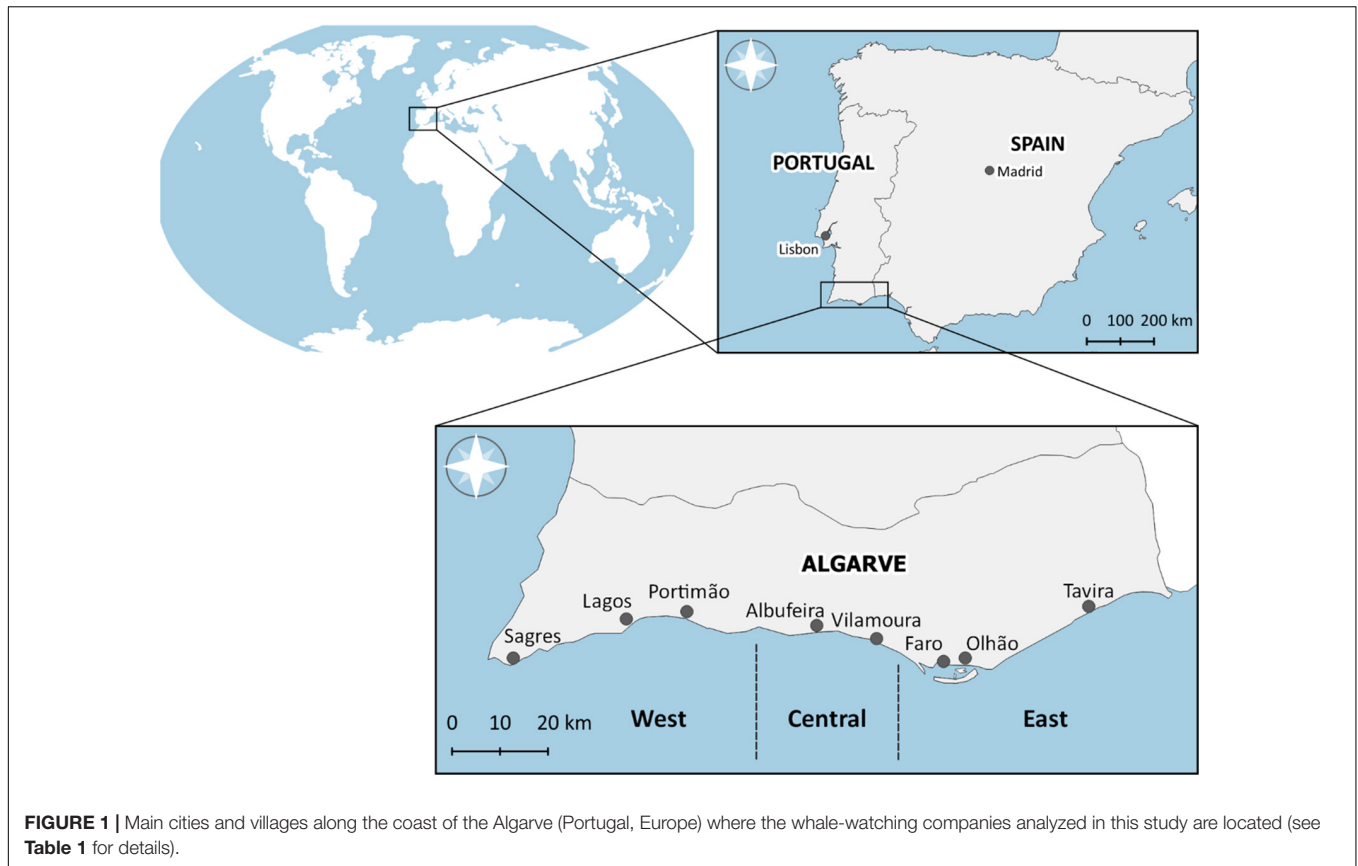 PORTUGAL
SPAIN
Madrid
Lisbon
0 100 200 km
ALGARVE
Sagres
Lagos
Portimão
Albufeira
Vilamoura
Faro
Olhão
Tavira
0 10 20 km
West
Central
East
FIGURE 1 | Main cities and villages along the coast of the Algarve (Portugal, Europe) where the whale-watching companies analyzed in this study are located (see
Table 1 for details).